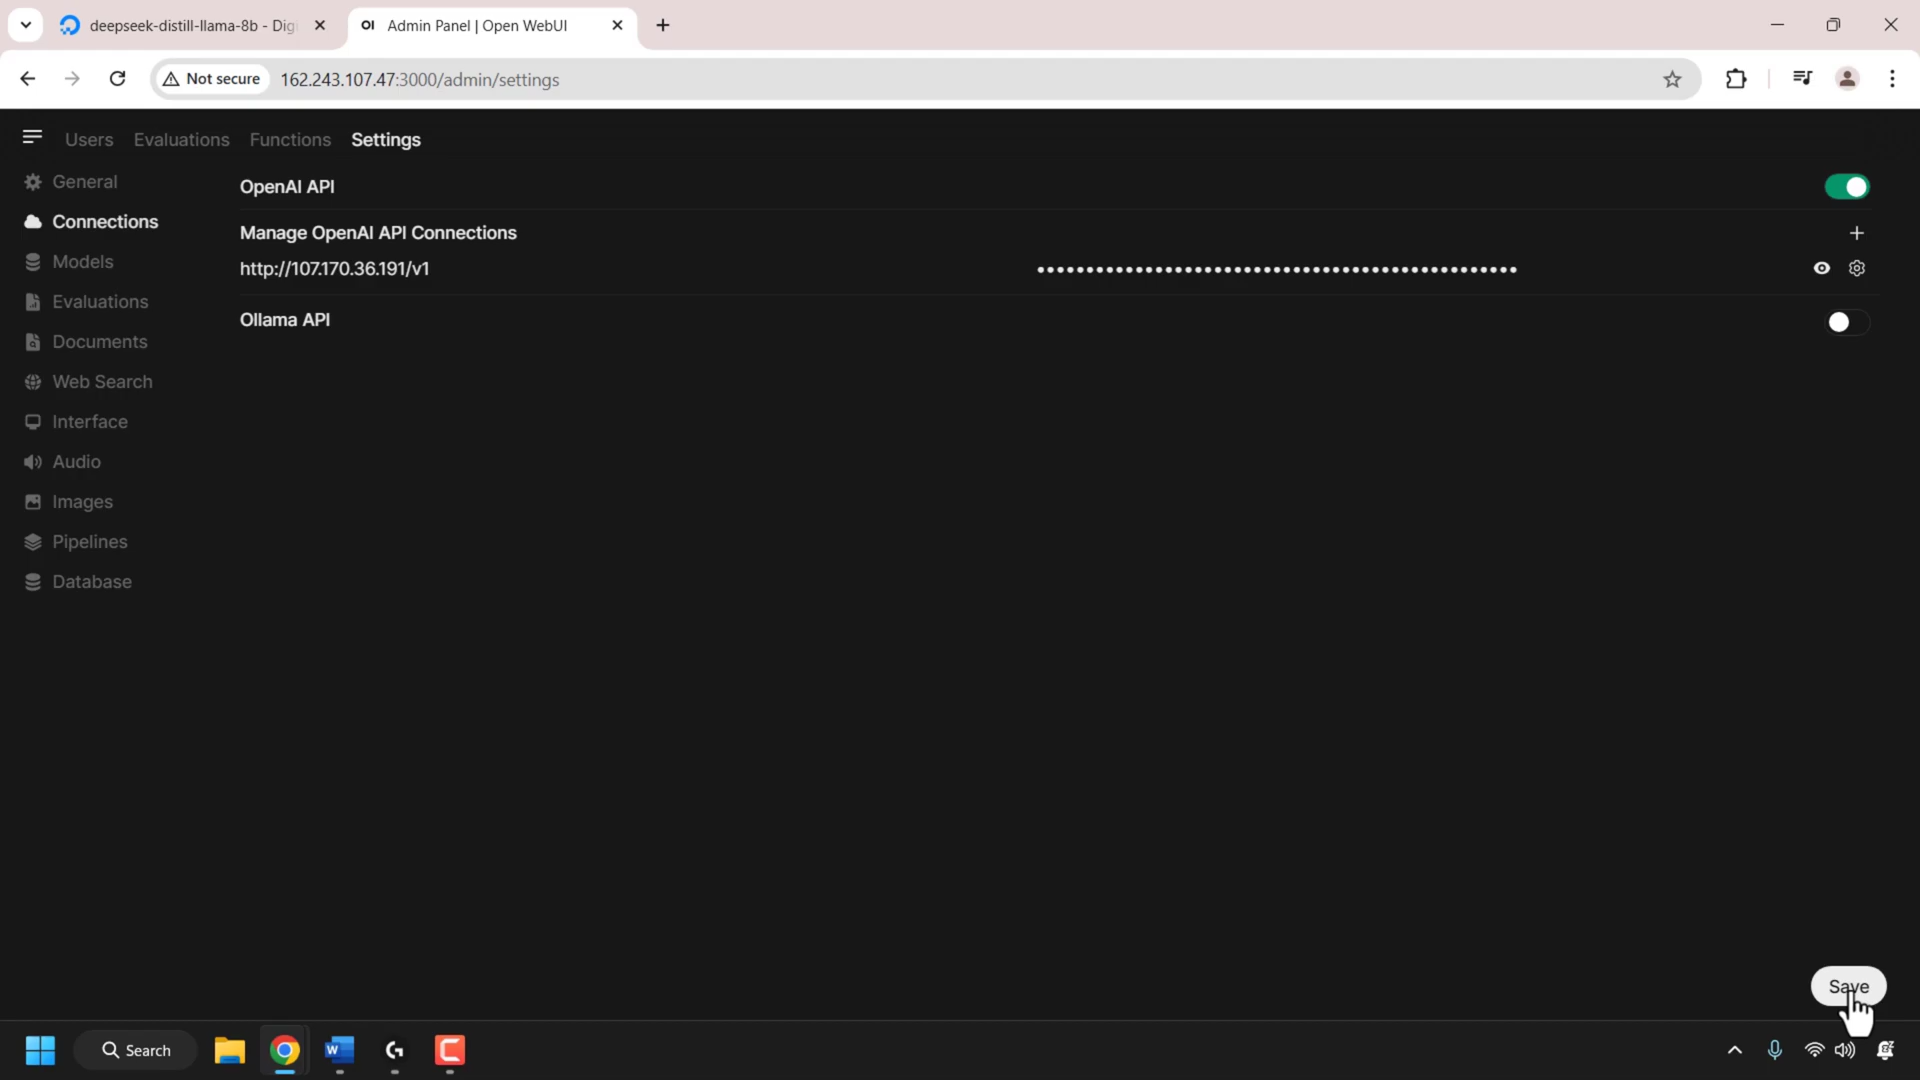 deepseek-distill-llama-8b - Dig
OI Admin Panel | Open WebUI
Not secure 162.243.107.47:3000/admin/settings
Users Evaluations Functions Settings
General
Connections
Models
Evaluations
Documents
Web Search
Interface
Audio
Images
Pipelines
Database
OpenAI API
Manage OpenAI API Connections
http://107.170.36.191/v1
••••••••••••••••••••••••••••••••••••••••••••••••
Ollama API
Save
Search